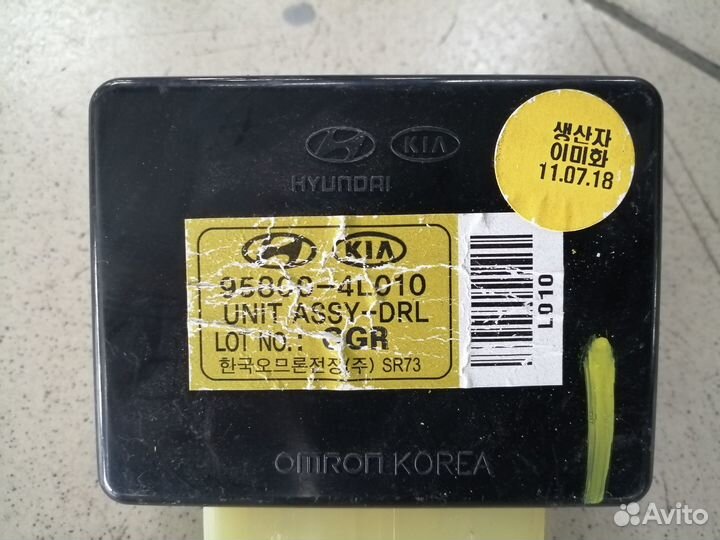 HYUNDAI
KIA
생산자
이미화
11.07.18
KIA
95800-4L010
UNIT ASSY-DRL
LOT NO.: GGR
한국오므론전장(주) SR73
L010
OMRON KOREA
Avito